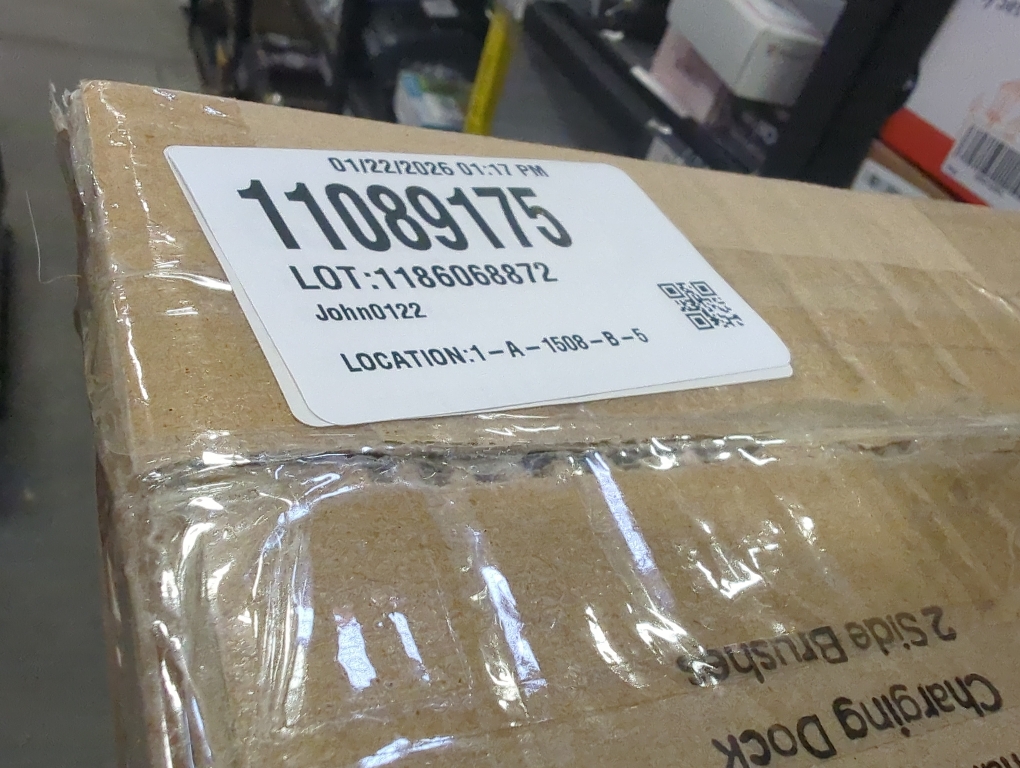 01/22/2026 01:17 PM
11089175
LOT:1186068872
John0122
LOCATION:1-A-1508-B-5
2 Side Brushes
Charging Dock